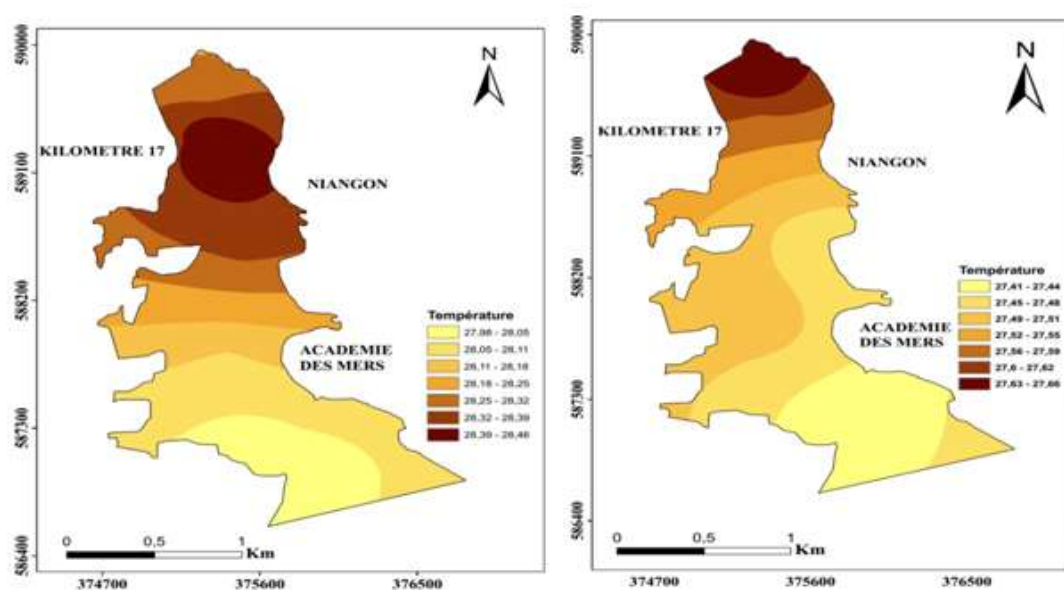 N
590000
589100
588200
587300
586400
KILOMETRE 17
NIANGON
ACADEMIE
DES MERS
Température
27,98 - 28,05
28,05 - 28,11
28,11 - 28,18
28,18 - 28,25
28,25 - 28,32
28,32 - 28,39
28,39 - 28,46
0
0,5
1
Km
374700
375600
376500
N
590000
589100
588200
587300
586400
KILOMETRE 17
NIANGON
ACADEMIE
DES MERS
Température
27,41 - 27,44
27,45 - 27,48
27,49 - 27,51
27,52 - 27,55
27,56 - 27,59
27,6 - 27,62
27,63 - 27,66
0
0,5
1
Km
374700
375600
376500